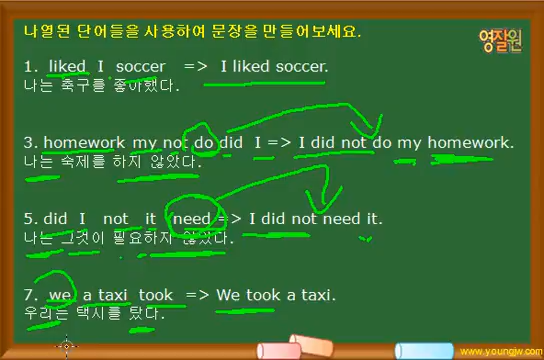 나열된 단어들을 사용하여 문장을 만들어보세요.
영잘원
1. liked I soccer => I liked soccer.
나는 축구를 좋아했다.
3. homework my not do did I => I did not do my homework.
나는 숙제를 하지 않았다.
5. did I not it need => I did not need it.
나는 그것이 필요하지 않았다.
7. we a taxi took => We took a taxi.
우리는 택시를 탔다.
www.youngjw.com